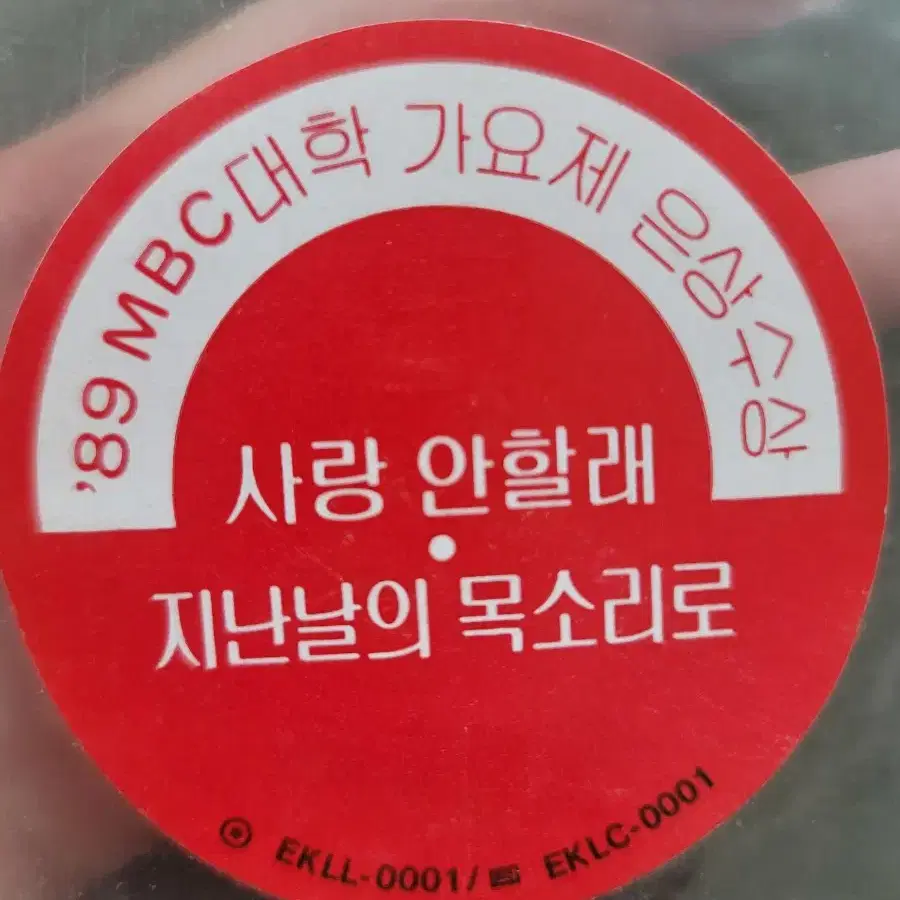 '89 MBC대학 가요제 은상수상
사랑 안할래
지난날의 목소리로
EKLL-0001/ EKLC-0001